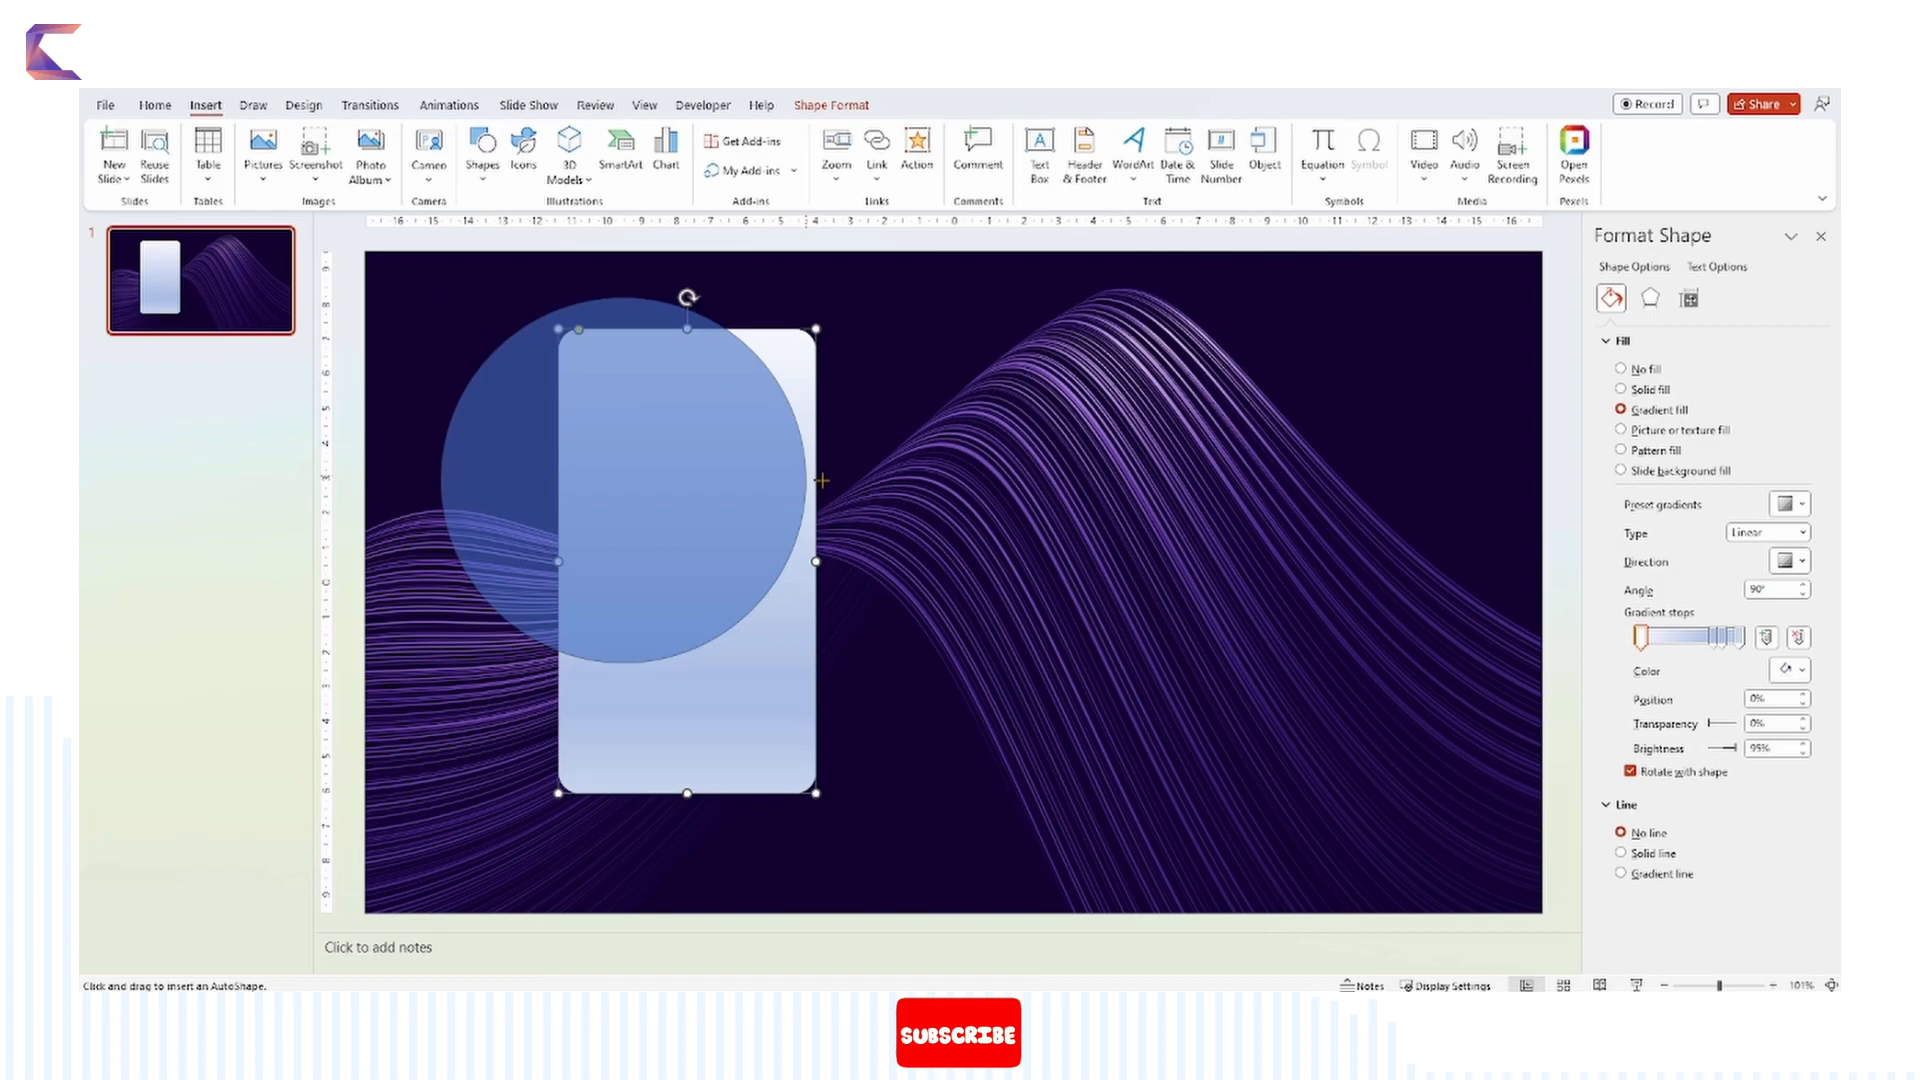 File Home Insert Draw Design Transitions Animations Slide Show Review View Developer Help Shape Format Record Share
New Slide Reuse Slides Table Pictures Screenshot Photo Album Cameo Shapes Icons 3D Models SmartArt Chart Get Add-ins My Add-ins Zoom Link Action Comment Text Box Header & Footer WordArt Date & Time Slide Number Object Equation Symbol Video Audio Screen Recording Open Pexels
Slides Tables Images Camera Illustrations Add-ins Links Comments Text Symbols Media Pexels
1
Format Shape
Shape Options Text Options
Fill
No fill
Solid fill
Gradient fill
Picture or texture fill
Pattern fill
Slide background fill
Preset gradients
Type Linear
Direction
Angle 90°
Gradient stops
Color
Position 0%
Transparency 0%
Brightness 95%
Rotate with shape
Line
No line
Solid line
Gradient line
Click to add notes
Click and drag to insert an AutoShape. Notes Display Settings 101%
SUBSCRIBE